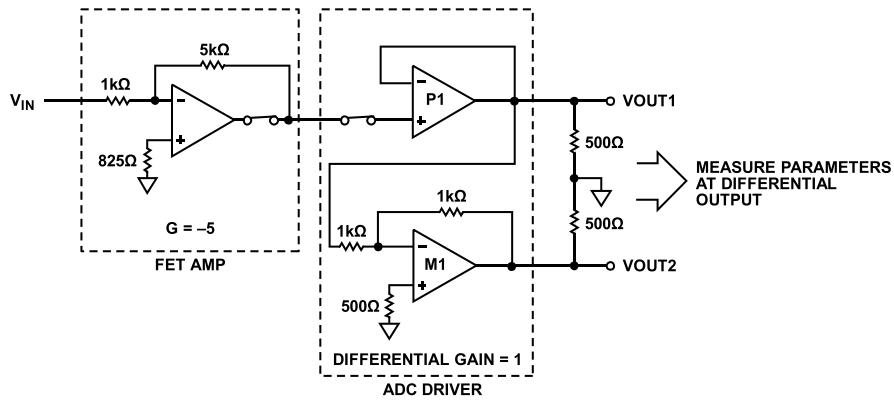 5kΩ
1kΩ
V_IN
−
+
825Ω
G = –5
FET AMP
−
+
P1
VOUT1
500Ω
MEASURE PARAMETERS
AT DIFFERENTIAL
OUTPUT
1kΩ
1kΩ
−
+
M1
500Ω
500Ω
VOUT2
DIFFERENTIAL GAIN = 1
ADC DRIVER